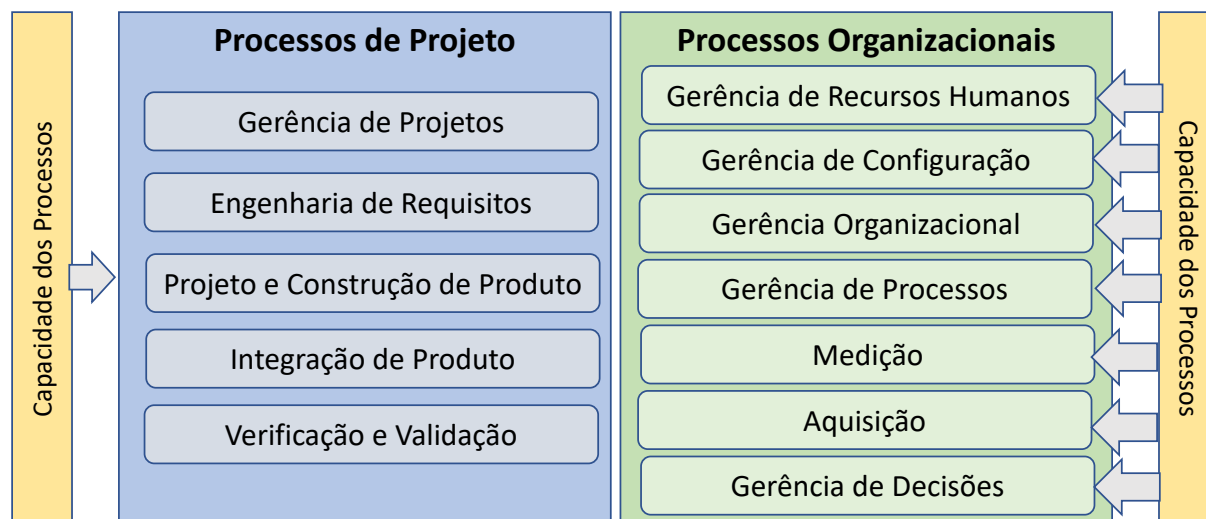 Capacidade dos Processos
Processos de Projeto
Gerência de Projetos
Engenharia de Requisitos
Projeto e Construção de Produto
Integração de Produto
Verificação e Validação
Processos Organizacionais
Gerência de Recursos Humanos
Gerência de Configuração
Gerência Organizacional
Gerência de Processos
Medição
Aquisição
Gerência de Decisões
Capacidade dos Processos